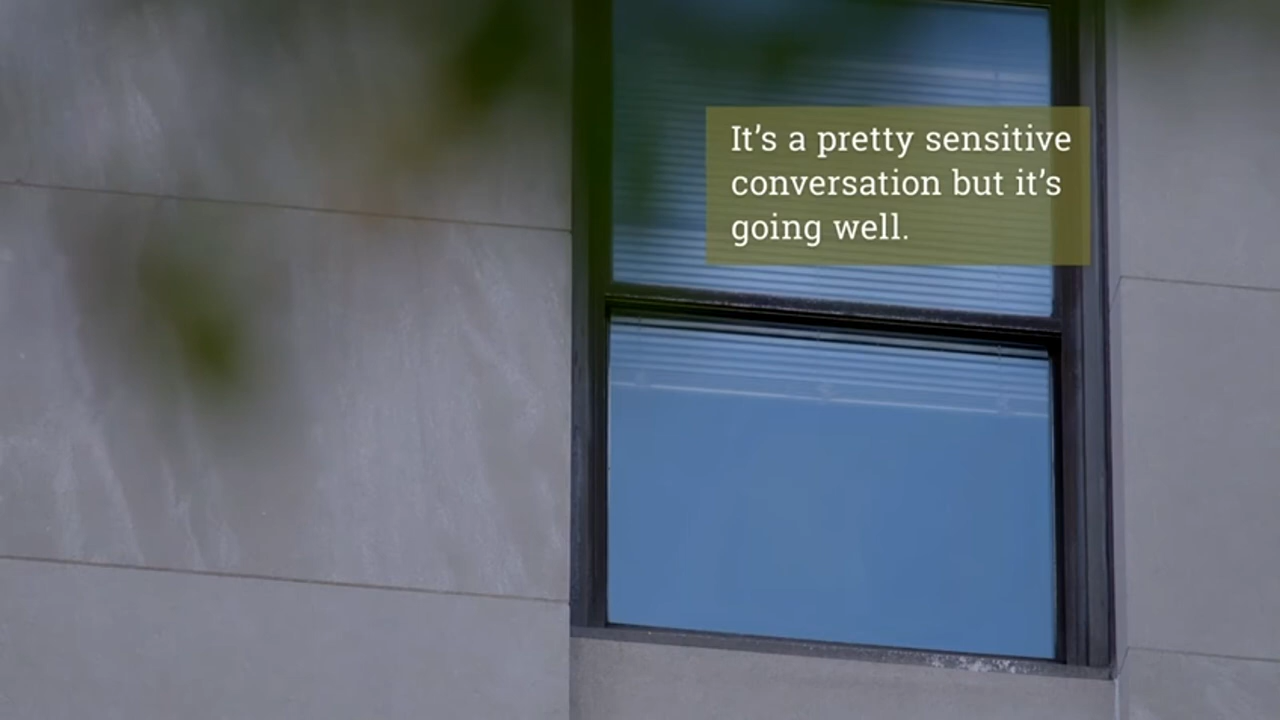 It’s a pretty sensitive
conversation but it’s
going well.